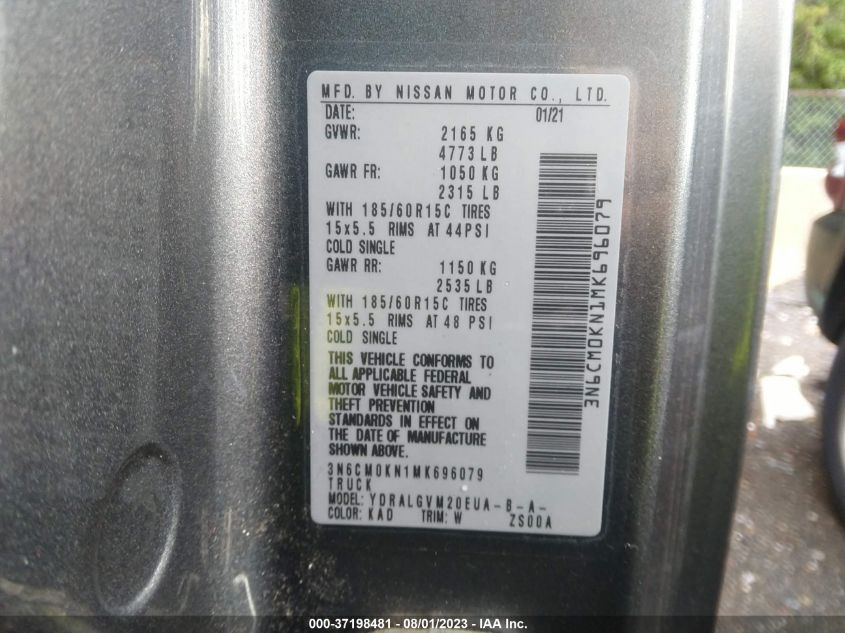 MFD. BY NISSAN MOTOR CO., LTD.
DATE: 01/21
GVWR: 2165 KG
4773 LB
GAWR FR: 1050 KG
2315 LB
WITH 185/60R15C TIRES
15x5.5 RIMS AT 44PSI
COLD SINGLE
GAWR RR: 1150 KG
2535 LB
WITH 185/60R15C TIRES
15x5.5 RIMS AT 48 PSI
COLD SINGLE
THIS VEHICLE CONFORMS TO
ALL APPLICABLE FEDERAL
MOTOR VEHICLE SAFETY AND
THEFT PREVENTION
STANDARDS IN EFFECT ON
THE DATE OF MANUFACTURE
SHOWN ABOVE.
3N6CM0KN1MK696079
TRUCK
MODEL: YDRALGVM20EUA-B-A-
COLOR: KAD TRIM: W ZS00A
3N6CM0KN1MK696079
000-37198481 - 08/01/2023 - IAA Inc.